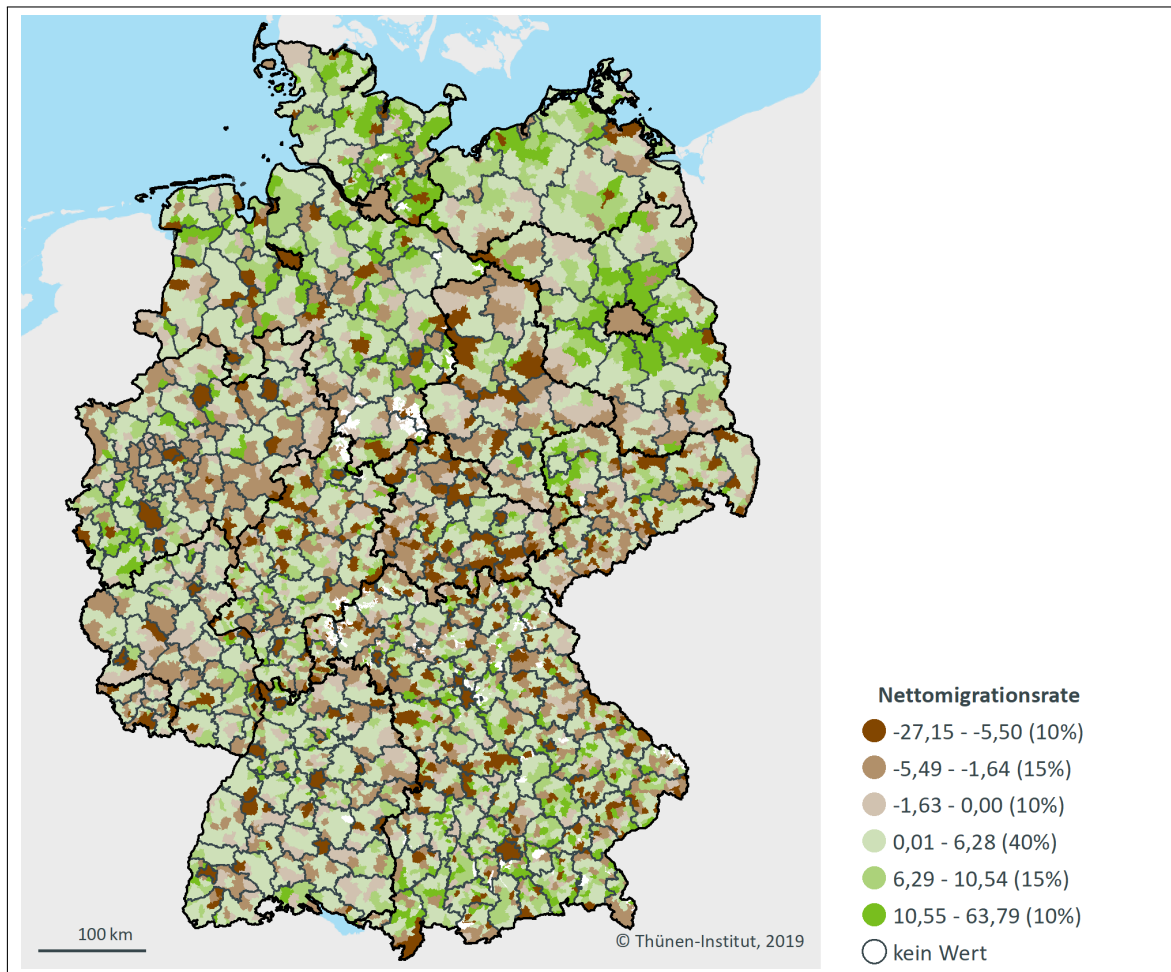 Nettomigrationsrate
-27,15 - -5,50 (10%)
-5,49 - -1,64 (15%)
-1,63 - 0,00 (10%)
0,01 - 6,28 (40%)
6,29 - 10,54 (15%)
10,55 - 63,79 (10%)
kein Wert
100 km
© Thünen-Institut, 2019